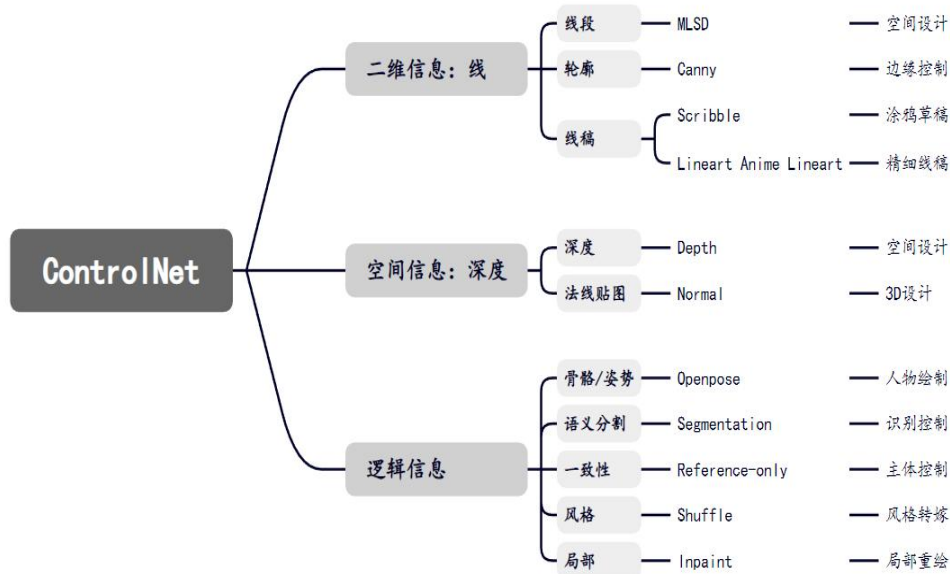 线段 MLSD 空间设计
二维信息：线 轮廓 Canny 边缘控制
Scribble 涂鸦草稿
线稿
Lineart Anime Lineart 精细线稿
ControlNet
深度 Depth 空间设计
空间信息：深度
法线贴图 Normal 3D设计
骨骼/姿势 Openpose 人物绘制
语义分割 Segmentation 识别控制
逻辑信息 一致性 Reference-only 主体控制
风格 Shuffle 风格转嫁
局部 Inpaint 局部重绘